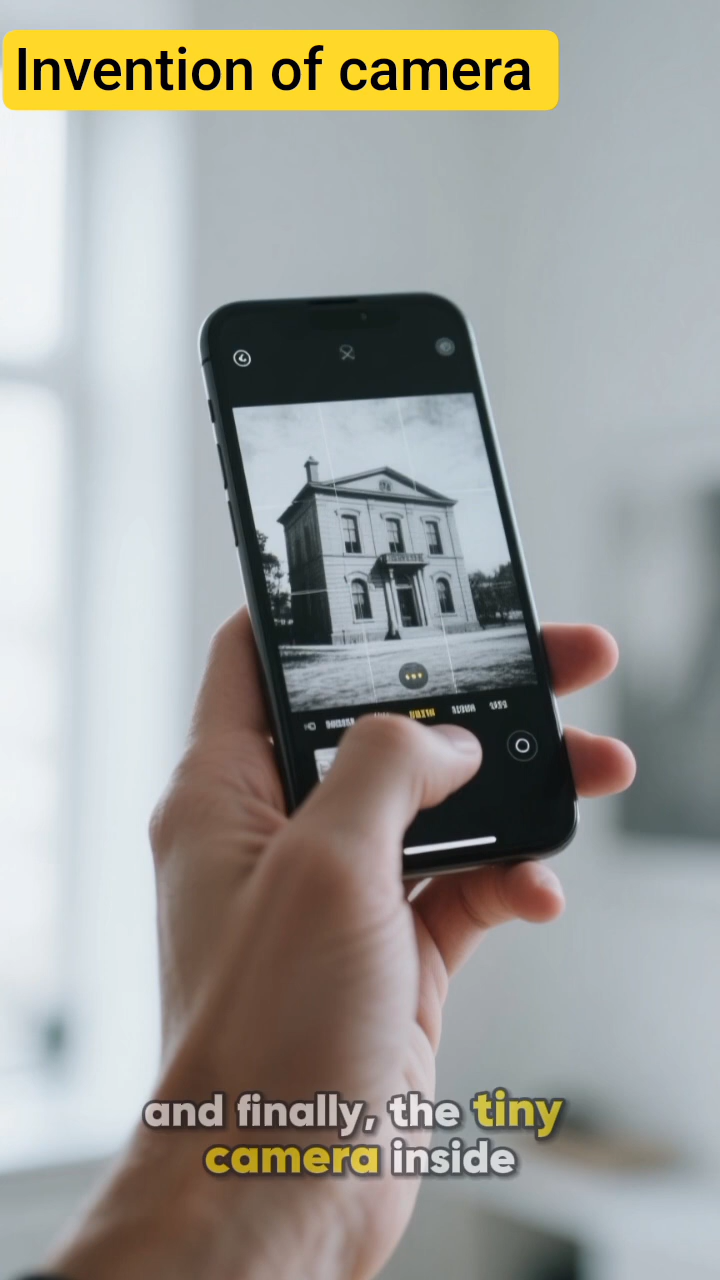 Invention of camera
and finally, the tiny
camera inside